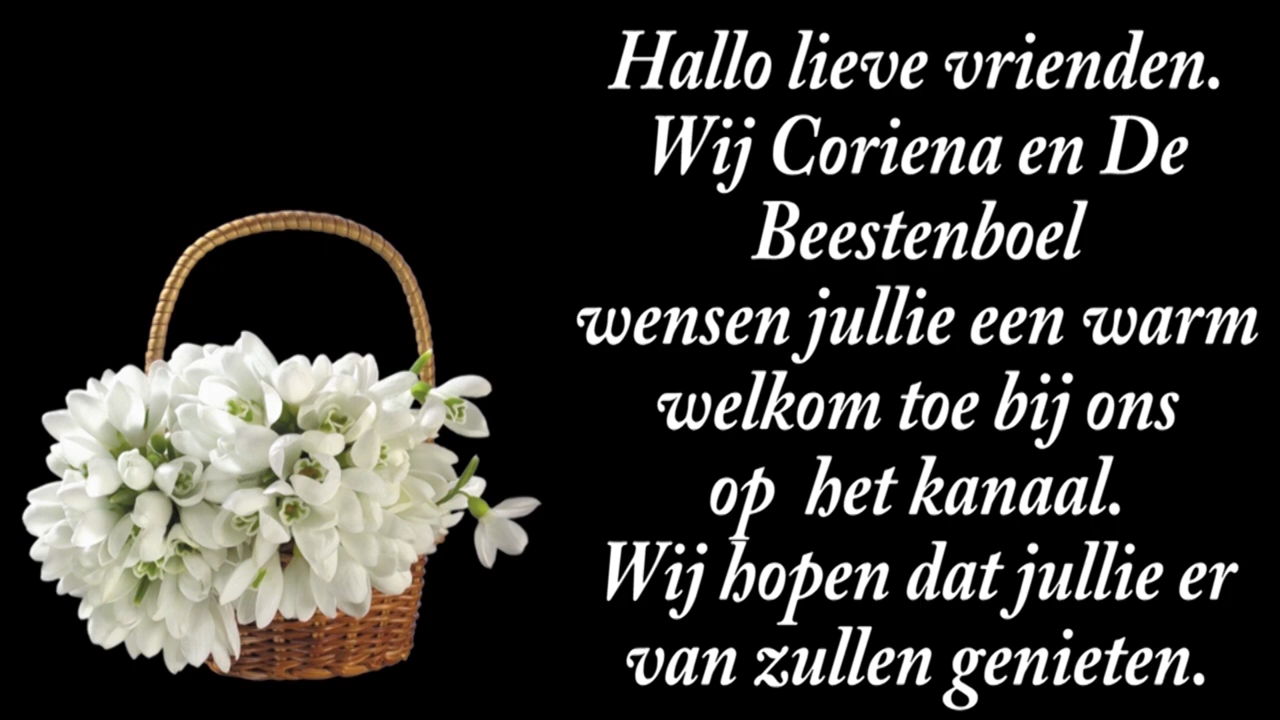 Hallo lieve vrienden.
Wij Coriena en De
Beestenboel
wensen jullie een warm
welkom toe bij ons
op het kanaal.
Wij hopen dat jullie er
van zullen genieten.